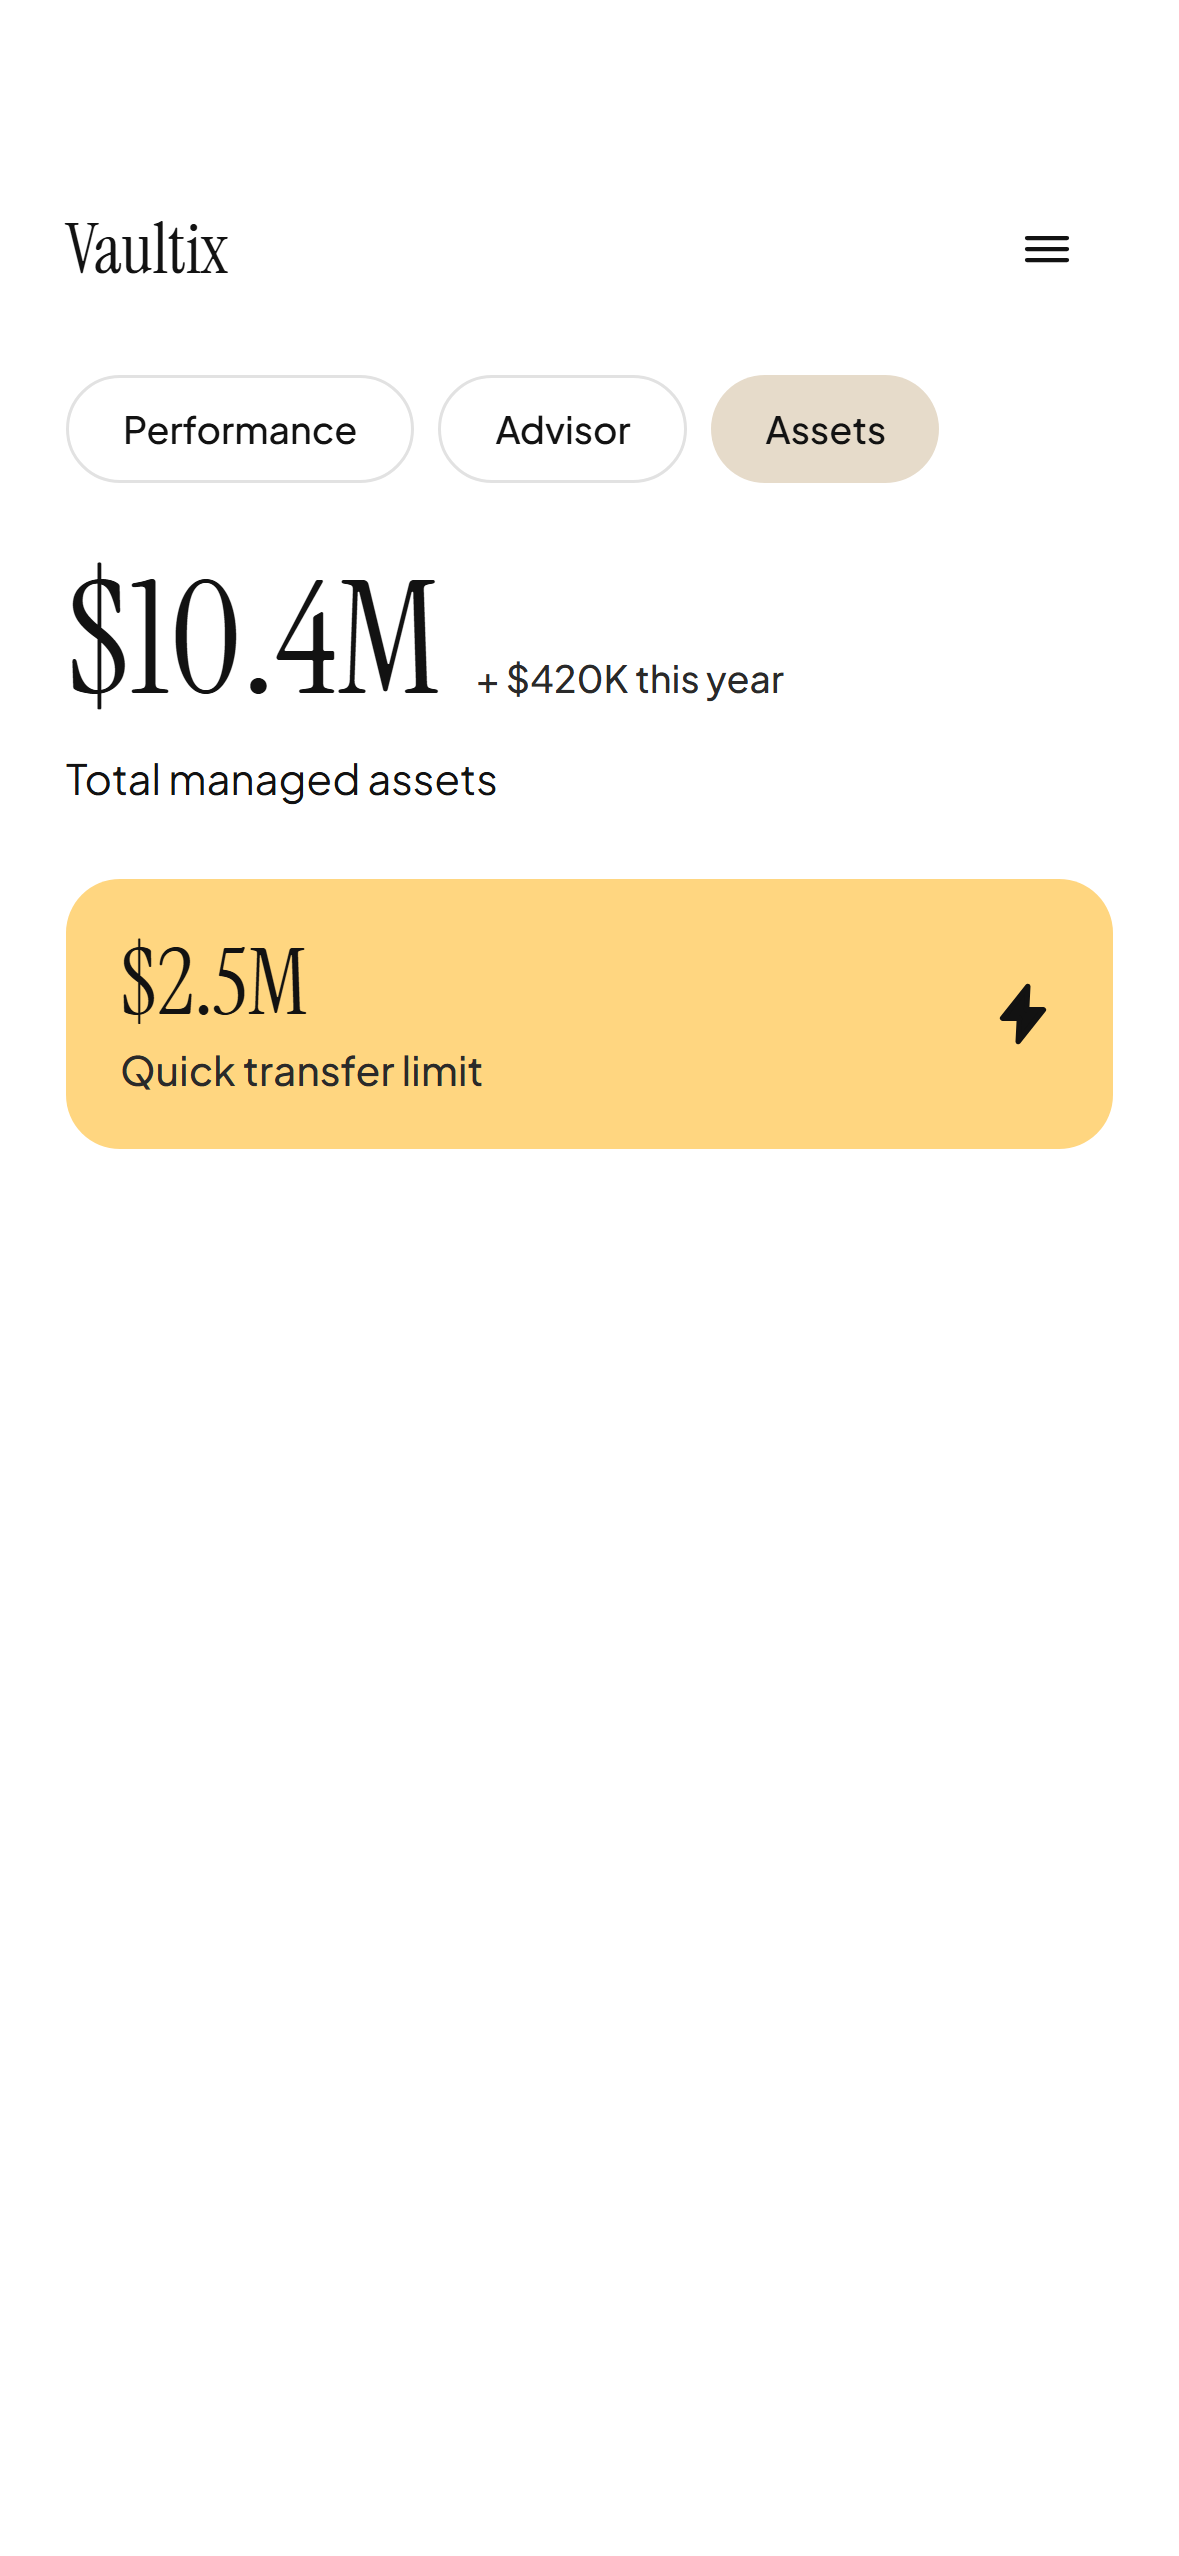 Vaultix
Performance Advisor Assets
$10.4M + $420K this year
Total managed assets
$2.5M
Quick transfer limit